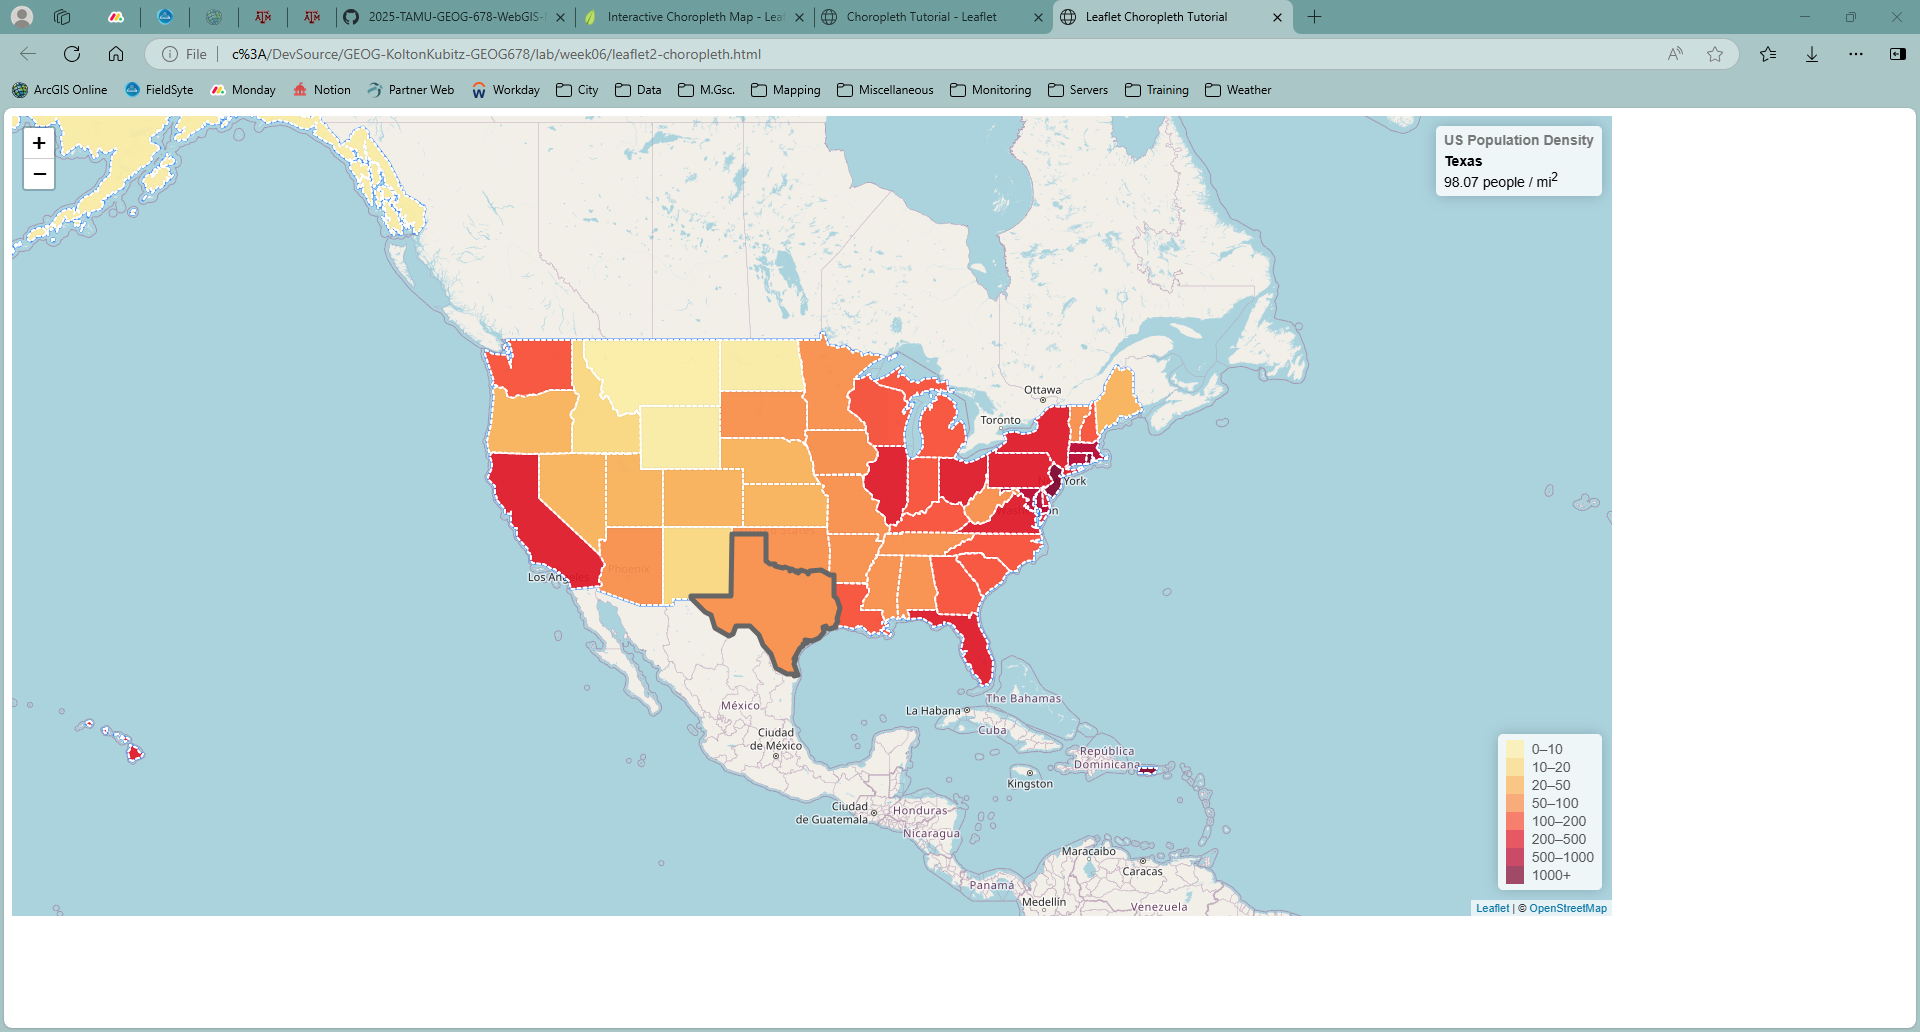 2025-TAMU-GEOG-678-WebGIS-
Interactive Choropleth Map - Lea
Choropleth Tutorial - Leaflet
Leaflet Choropleth Tutorial
File
c%3A/DevSource/GEOG-KoltonKubitz-GEOG678/lab/week06/leaflet2-choropleth.html
ArcGIS Online
FieldSyte
Monday
Notion
Partner Web
Workday
City
Data
M.Gsc.
Mapping
Miscellaneous
Monitoring
Servers
Training
Weather
+
−
US Population Density
Texas
98.07 people / mi2
Ottawa
Toronto
York
Washington
Phoenix
Los Angeles
The Bahamas
La Habana
México
Cuba
Ciudad
de México
República
Dominicana
Kingston
Ciudad
de Guatemala
Honduras
Nicaragua
Maracaibo
Caracas
Panamá
Medellín
Venezuela
0–10
10–20
20–50
50–100
100–200
200–500
500–1000
1000+
Leaflet | © OpenStreetMap